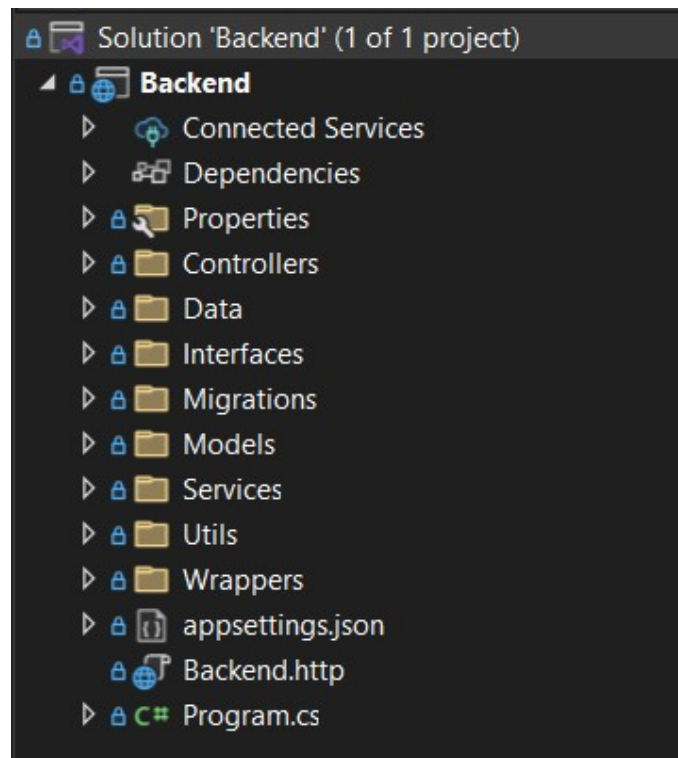 Solution 'Backend' (1 of 1 project)
Backend
Connected Services
Dependencies
Properties
Controllers
Data
Interfaces
Migrations
Models
Services
Utils
Wrappers
appsettings.json
Backend.http
C# Program.cs